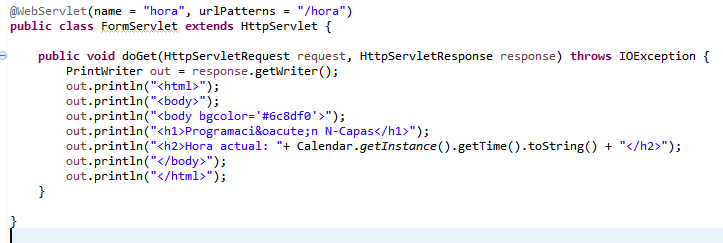 @WebServlet(name = "hora", urlPatterns = "/hora")
public class FormServlet extends HttpServlet {
public void doGet(HttpServletRequest request, HttpServletResponse response) throws IOException {
PrintWriter out = response.getWriter();
out.println("<html>");
out.println("<body>");
out.println("<body bgcolor='#6c8df0'>");
out.println("<h1>Programaci&oacute;n N-Capas</h1>");
out.println("<h2>Hora actual: "+ Calendar.getInstance().getTime().toString() + "</h2>");
out.println("</body>");
out.println("</html>");
}
}